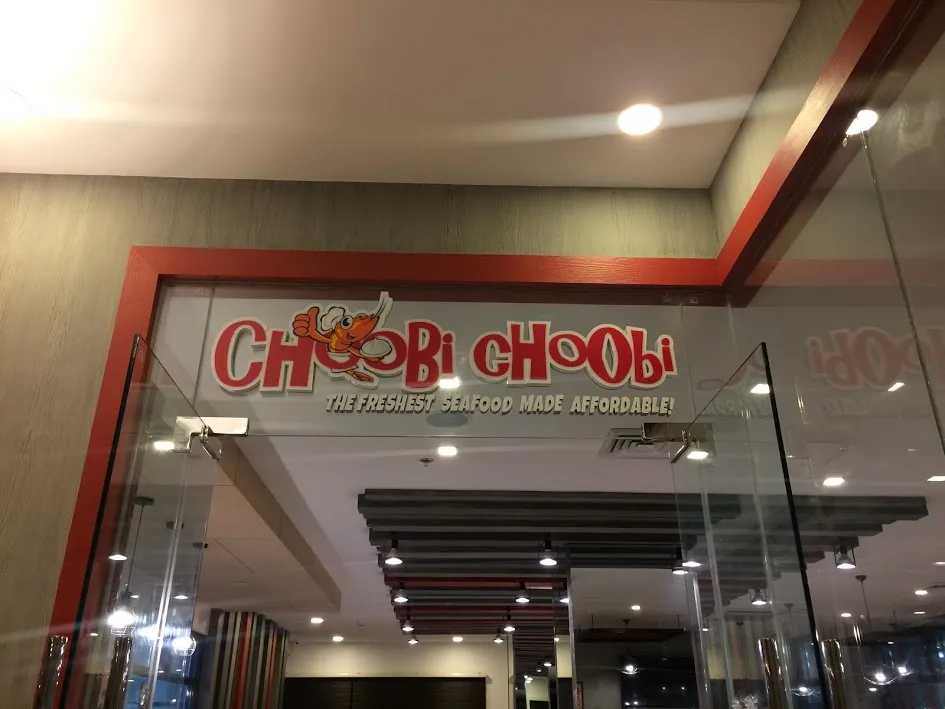 CHOOBi CHOObi
THE FRESHEST SEAFOOD MADE AFFORDABLE!